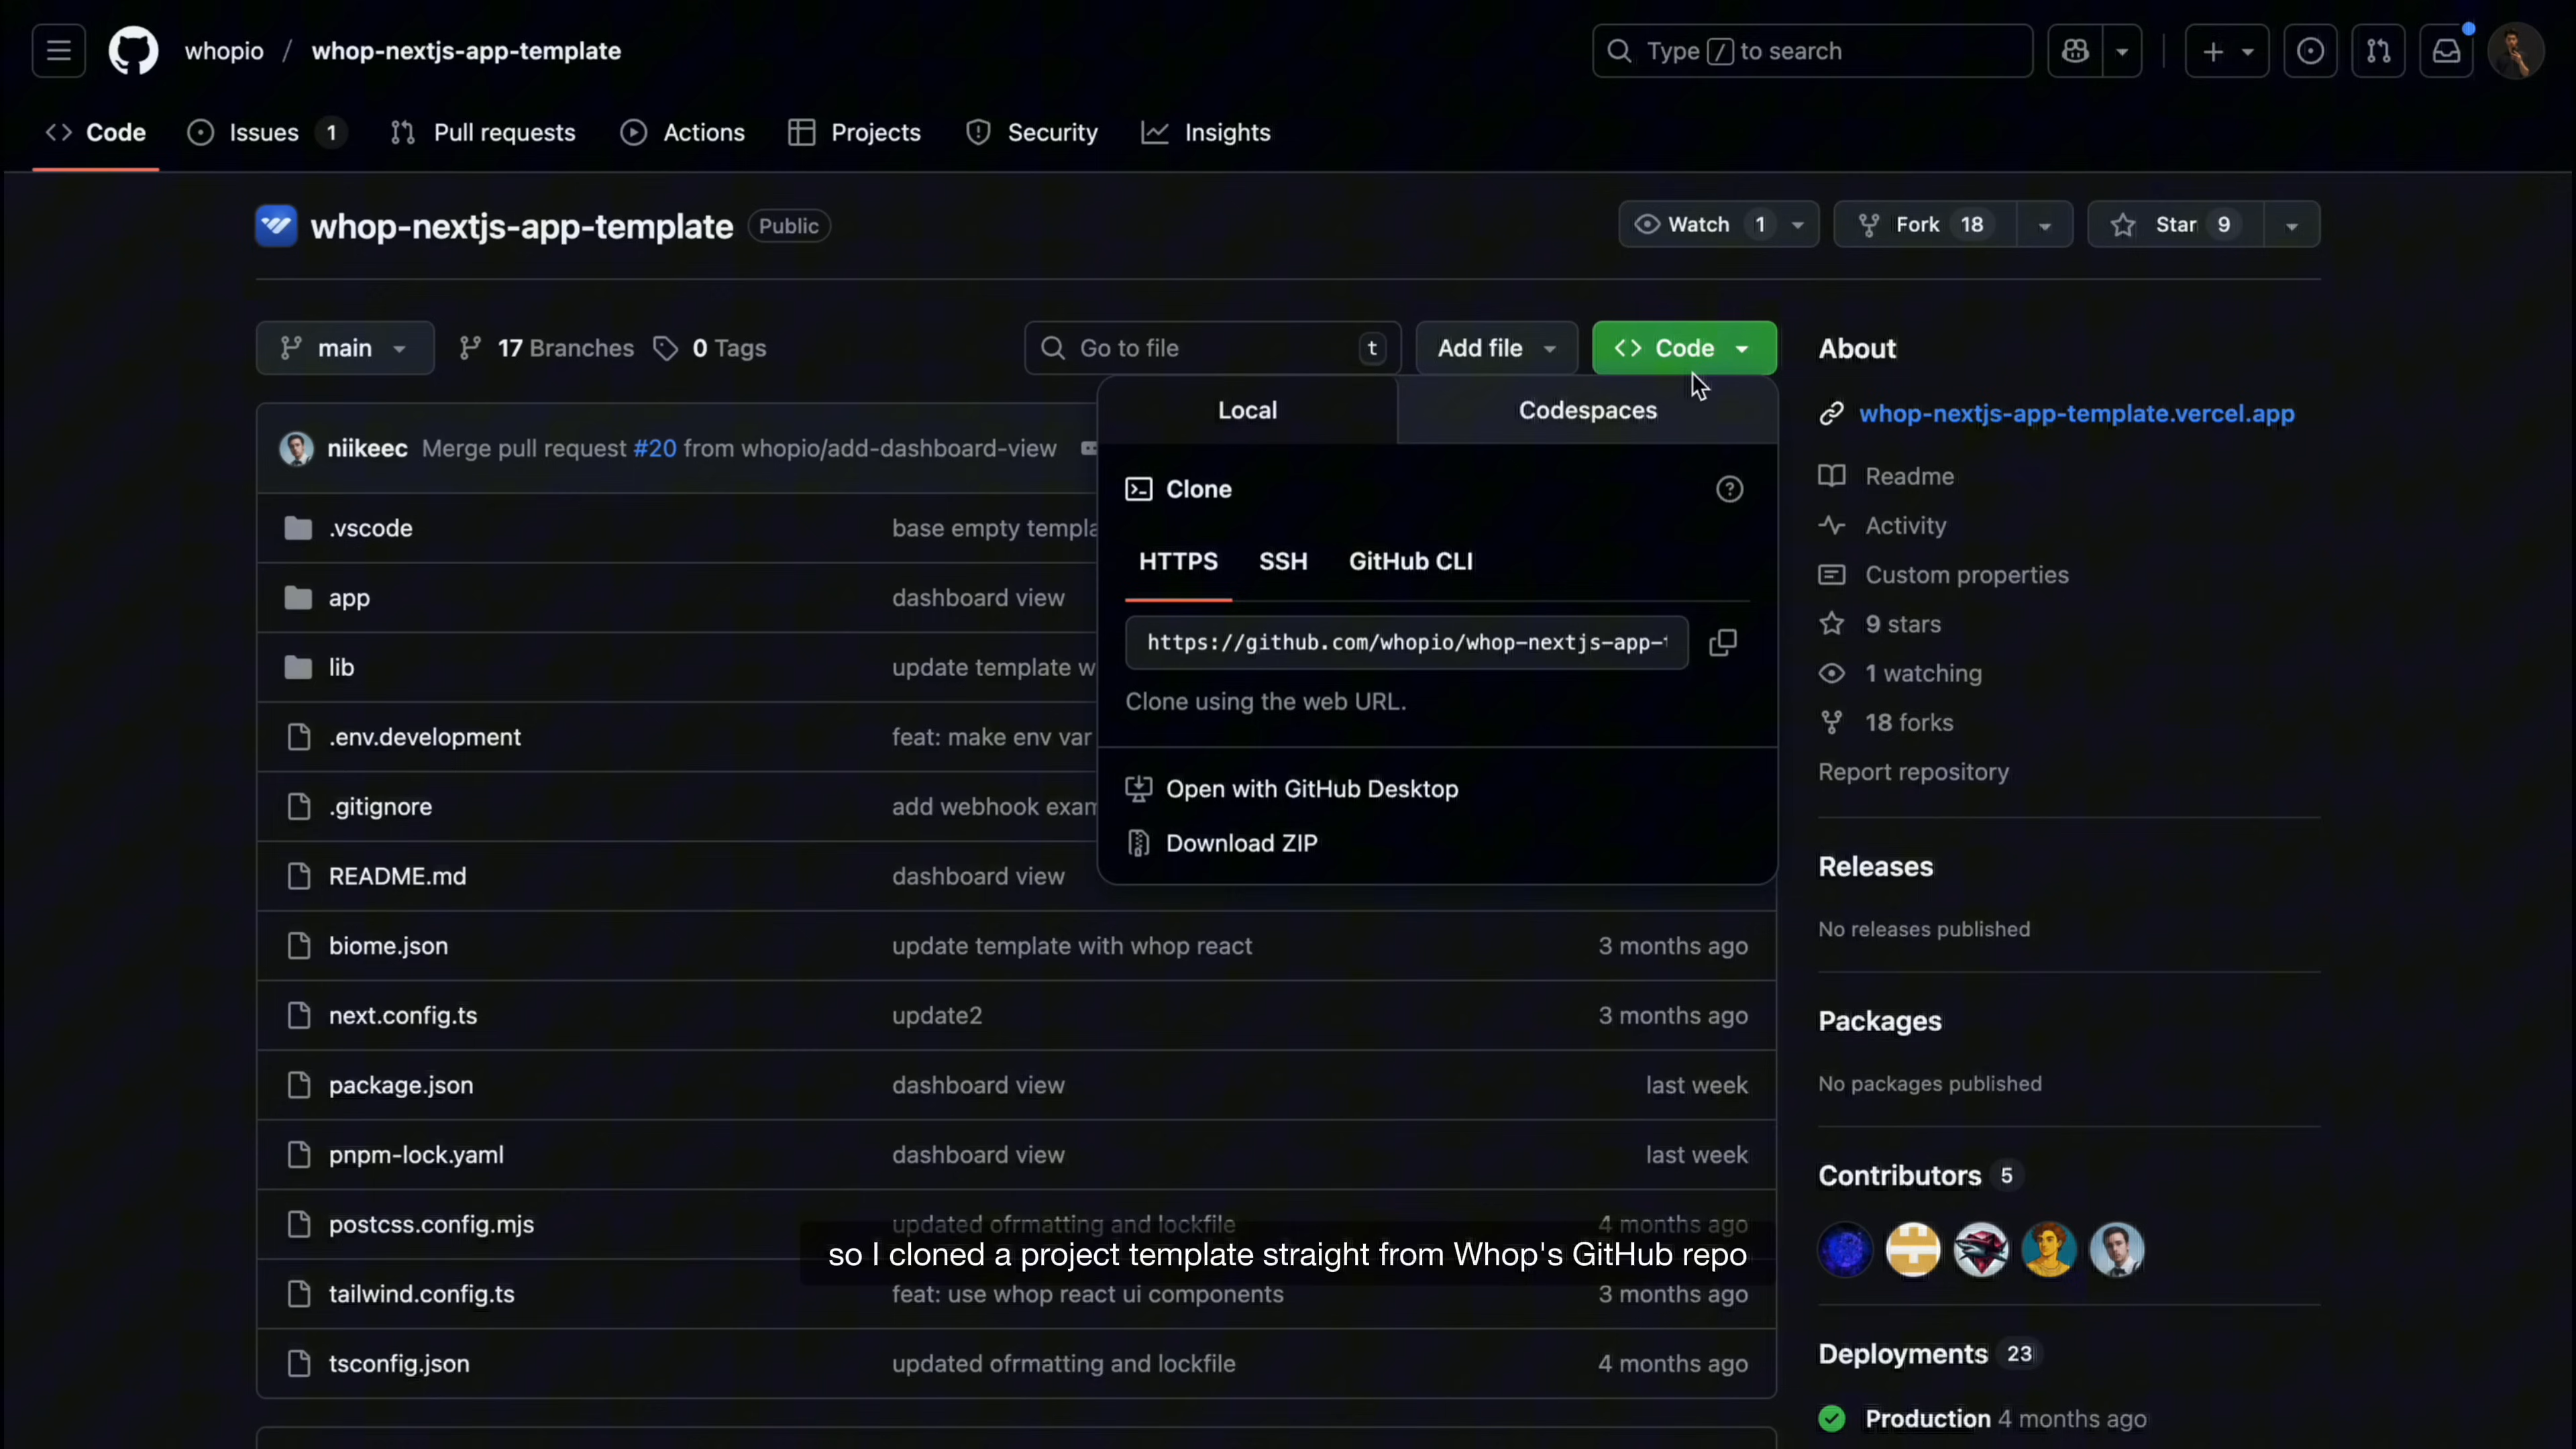 whopio / whop-nextjs-app-template
Type / to search
Code
Issues 1
Pull requests
Actions
Projects
Security
Insights
whop-nextjs-app-template Public
Watch 1
Fork 18
Star 9
main
17 Branches
0 Tags
Go to file t
Add file
Code
Local
Codespaces
Clone
HTTPS
SSH
GitHub CLI
https://github.com/whopio/whop-nextjs-app-
Clone using the web URL.
Open with GitHub Desktop
Download ZIP
niikeec Merge pull request #20 from whopio/add-dashboard-view
.vscode base empty templa
app dashboard view
lib update template w
.env.development feat: make env var
.gitignore add webhook exam
README.md dashboard view
biome.json update template with whop react 3 months ago
next.config.ts update2 3 months ago
package.json dashboard view last week
pnpm-lock.yaml dashboard view last week
postcss.config.mjs updated ofrmatting and lockfile 4 months ago
so I cloned a project template straight from Whop's GitHub repo
tailwind.config.ts feat: use whop react ui components 3 months ago
tsconfig.json updated ofrmatting and lockfile 4 months ago
About
whop-nextjs-app-template.vercel.app
Readme
Activity
Custom properties
9 stars
1 watching
18 forks
Report repository
Releases
No releases published
Packages
No packages published
Contributors 5
Deployments 23
Production 4 months ago